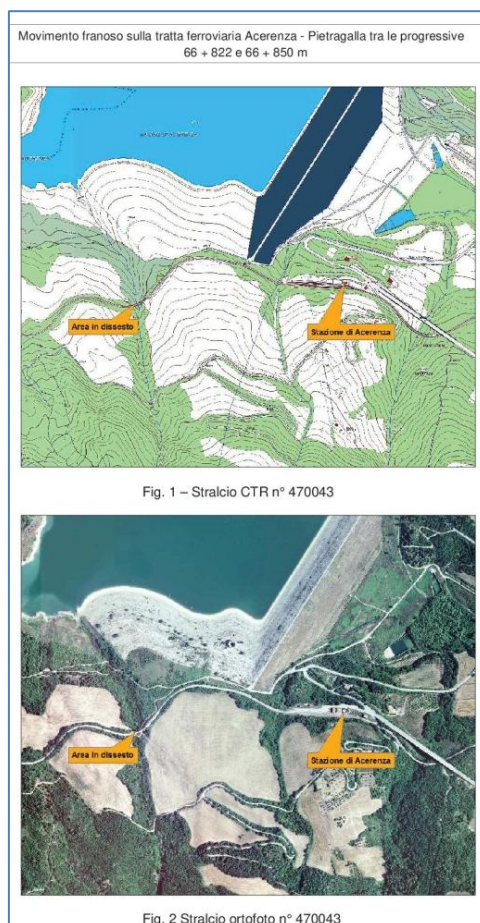 Movimento franoso sulla tratta ferroviaria Acerenza - Pietragalla tra le progressive
66 + 822 e 66 + 850 m
Area in dissesto
Stazione di Acerenza
Fig. 1 – Stralcio CTR n° 470043
Area in dissesto
Stazione di Acerenza
Fig. 2 Stralcio ortofoto n° 470043